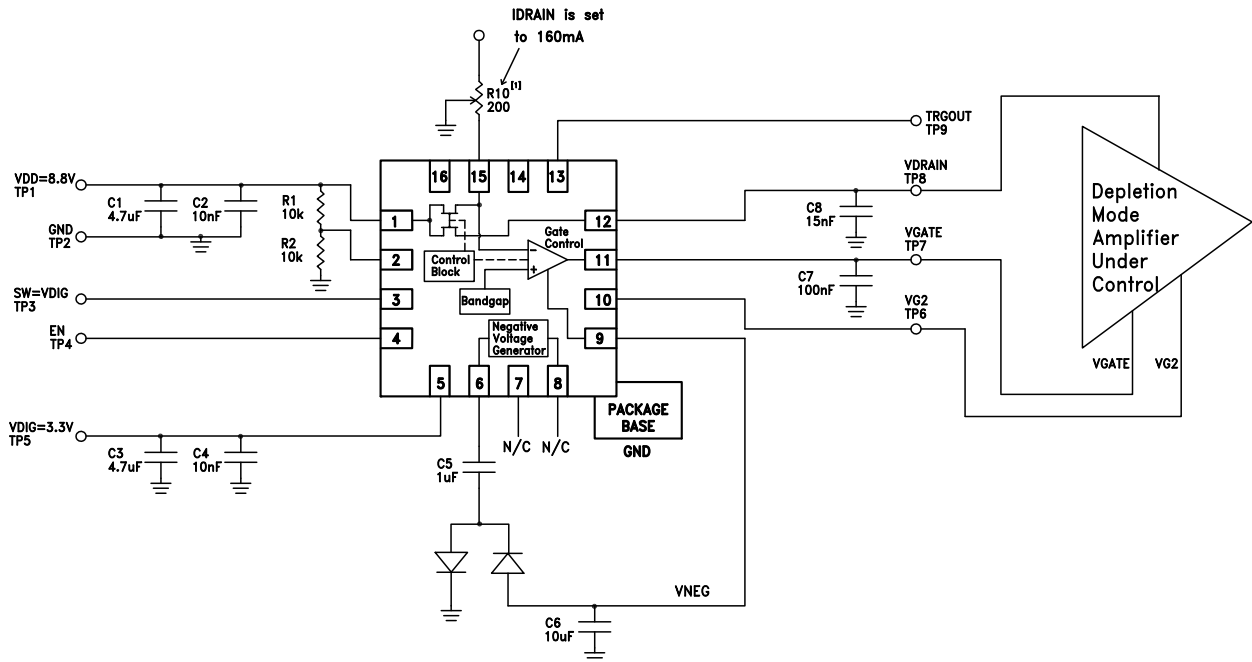 IDRAIN is set
to 160mA
R10[1]
200
TRGOUT
TP9
VDD=8.8V
TP1
C1
4.7uF
C2
10nF
R1
10k
R2
10k
GND
TP2
SW=VDIG
TP3
EN
TP4
16
15
14
13
1
2
3
4
12
11
10
9
5
6
7
8
Gate
Control
Control
Block
Bandgap
Negative
Voltage
Generator
−
+
VDRAIN
TP8
C8
15nF
VGATE
TP7
C7
100nF
VG2
TP6
Depletion
Mode
Amplifier
Under
Control
VGATE
VG2
PACKAGE
BASE
GND
VDIG=3.3V
TP5
C3
4.7uF
C4
10nF
N/C
N/C
C5
1uF
VNEG
C6
10uF